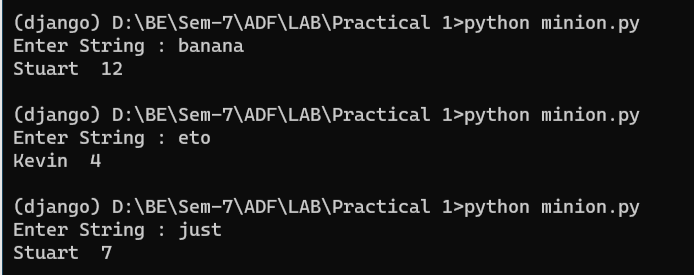 (django) D:\BE\Sem-7\ADF\LAB\Practical 1>python minion.py
Enter String : banana
Stuart  12
(django) D:\BE\Sem-7\ADF\LAB\Practical 1>python minion.py
Enter String : eto
Kevin  4
(django) D:\BE\Sem-7\ADF\LAB\Practical 1>python minion.py
Enter String : just
Stuart  7